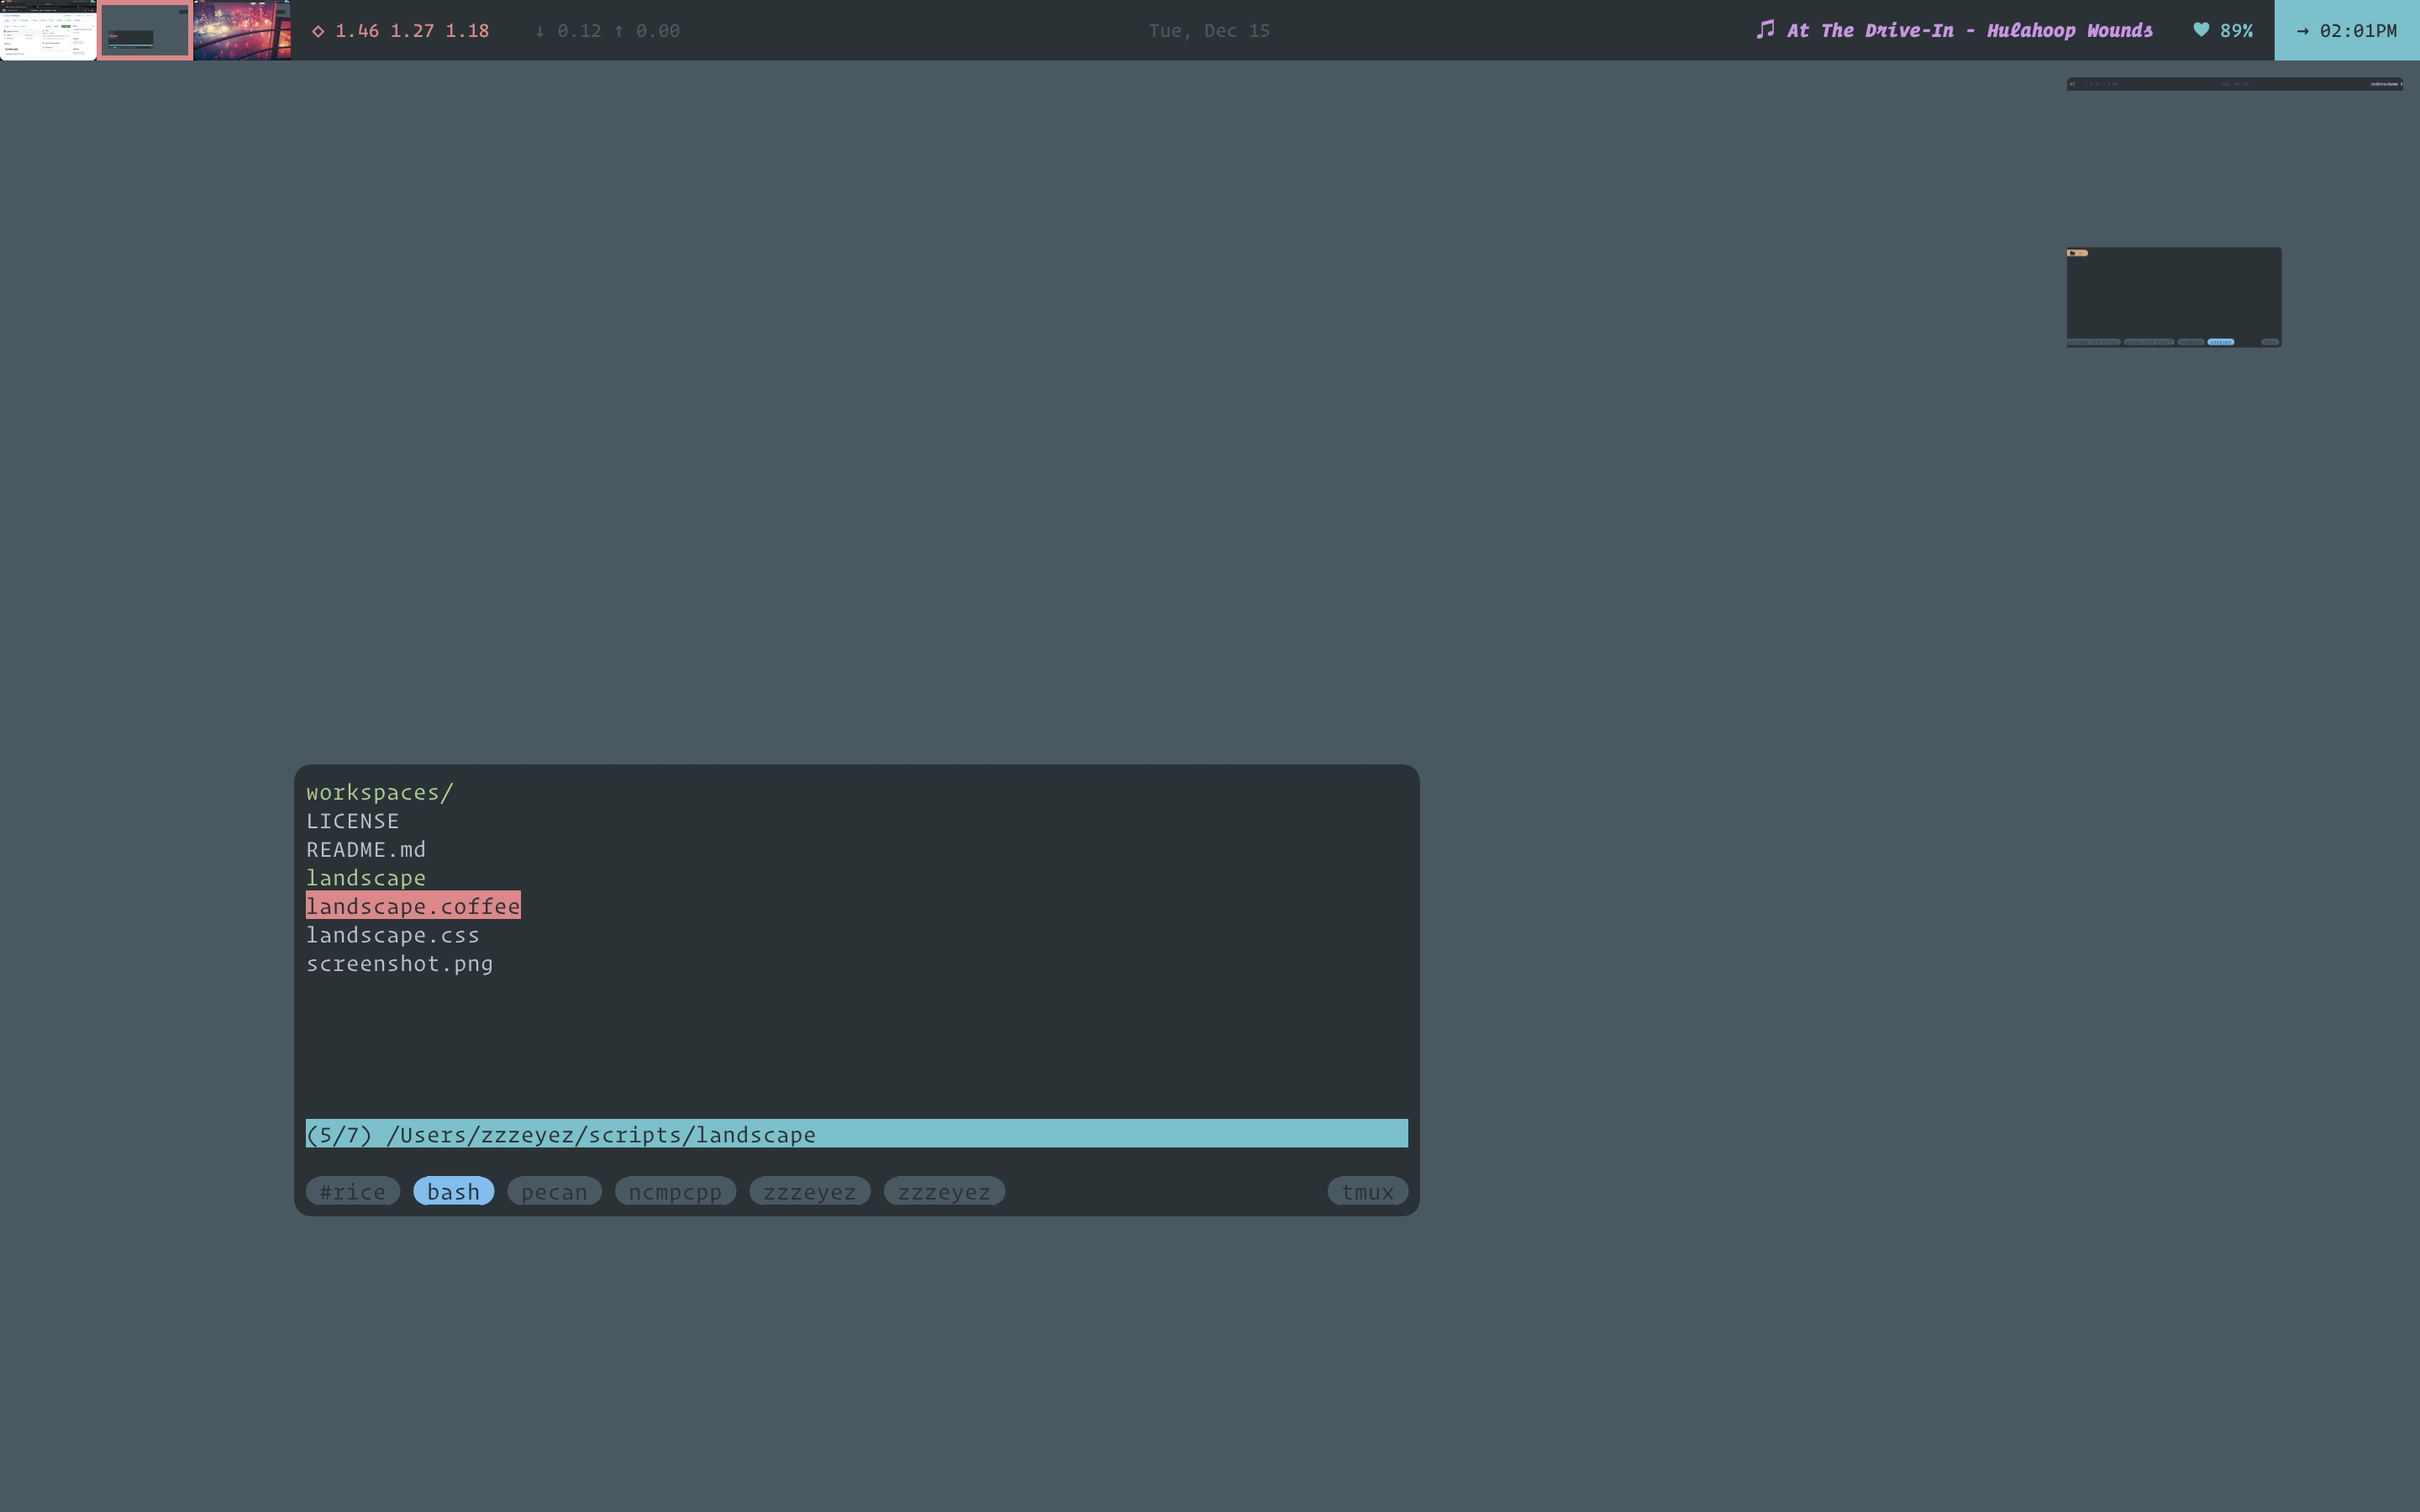 ◇ 1.46 1.27 1.18 ↓ 0.12 ↑ 0.00 Tue, Dec 15 ♫ At The Drive-In - Hulahoop Wounds ♥ 89% → 02:01PM
workspaces/
LICENSE
README.md
landscape
landscape.coffee
landscape.css
screenshot.png
(5/7) /Users/zzzeyez/scripts/landscape
#rice bash pecan ncmpcpp zzzeyez zzzeyez tmux